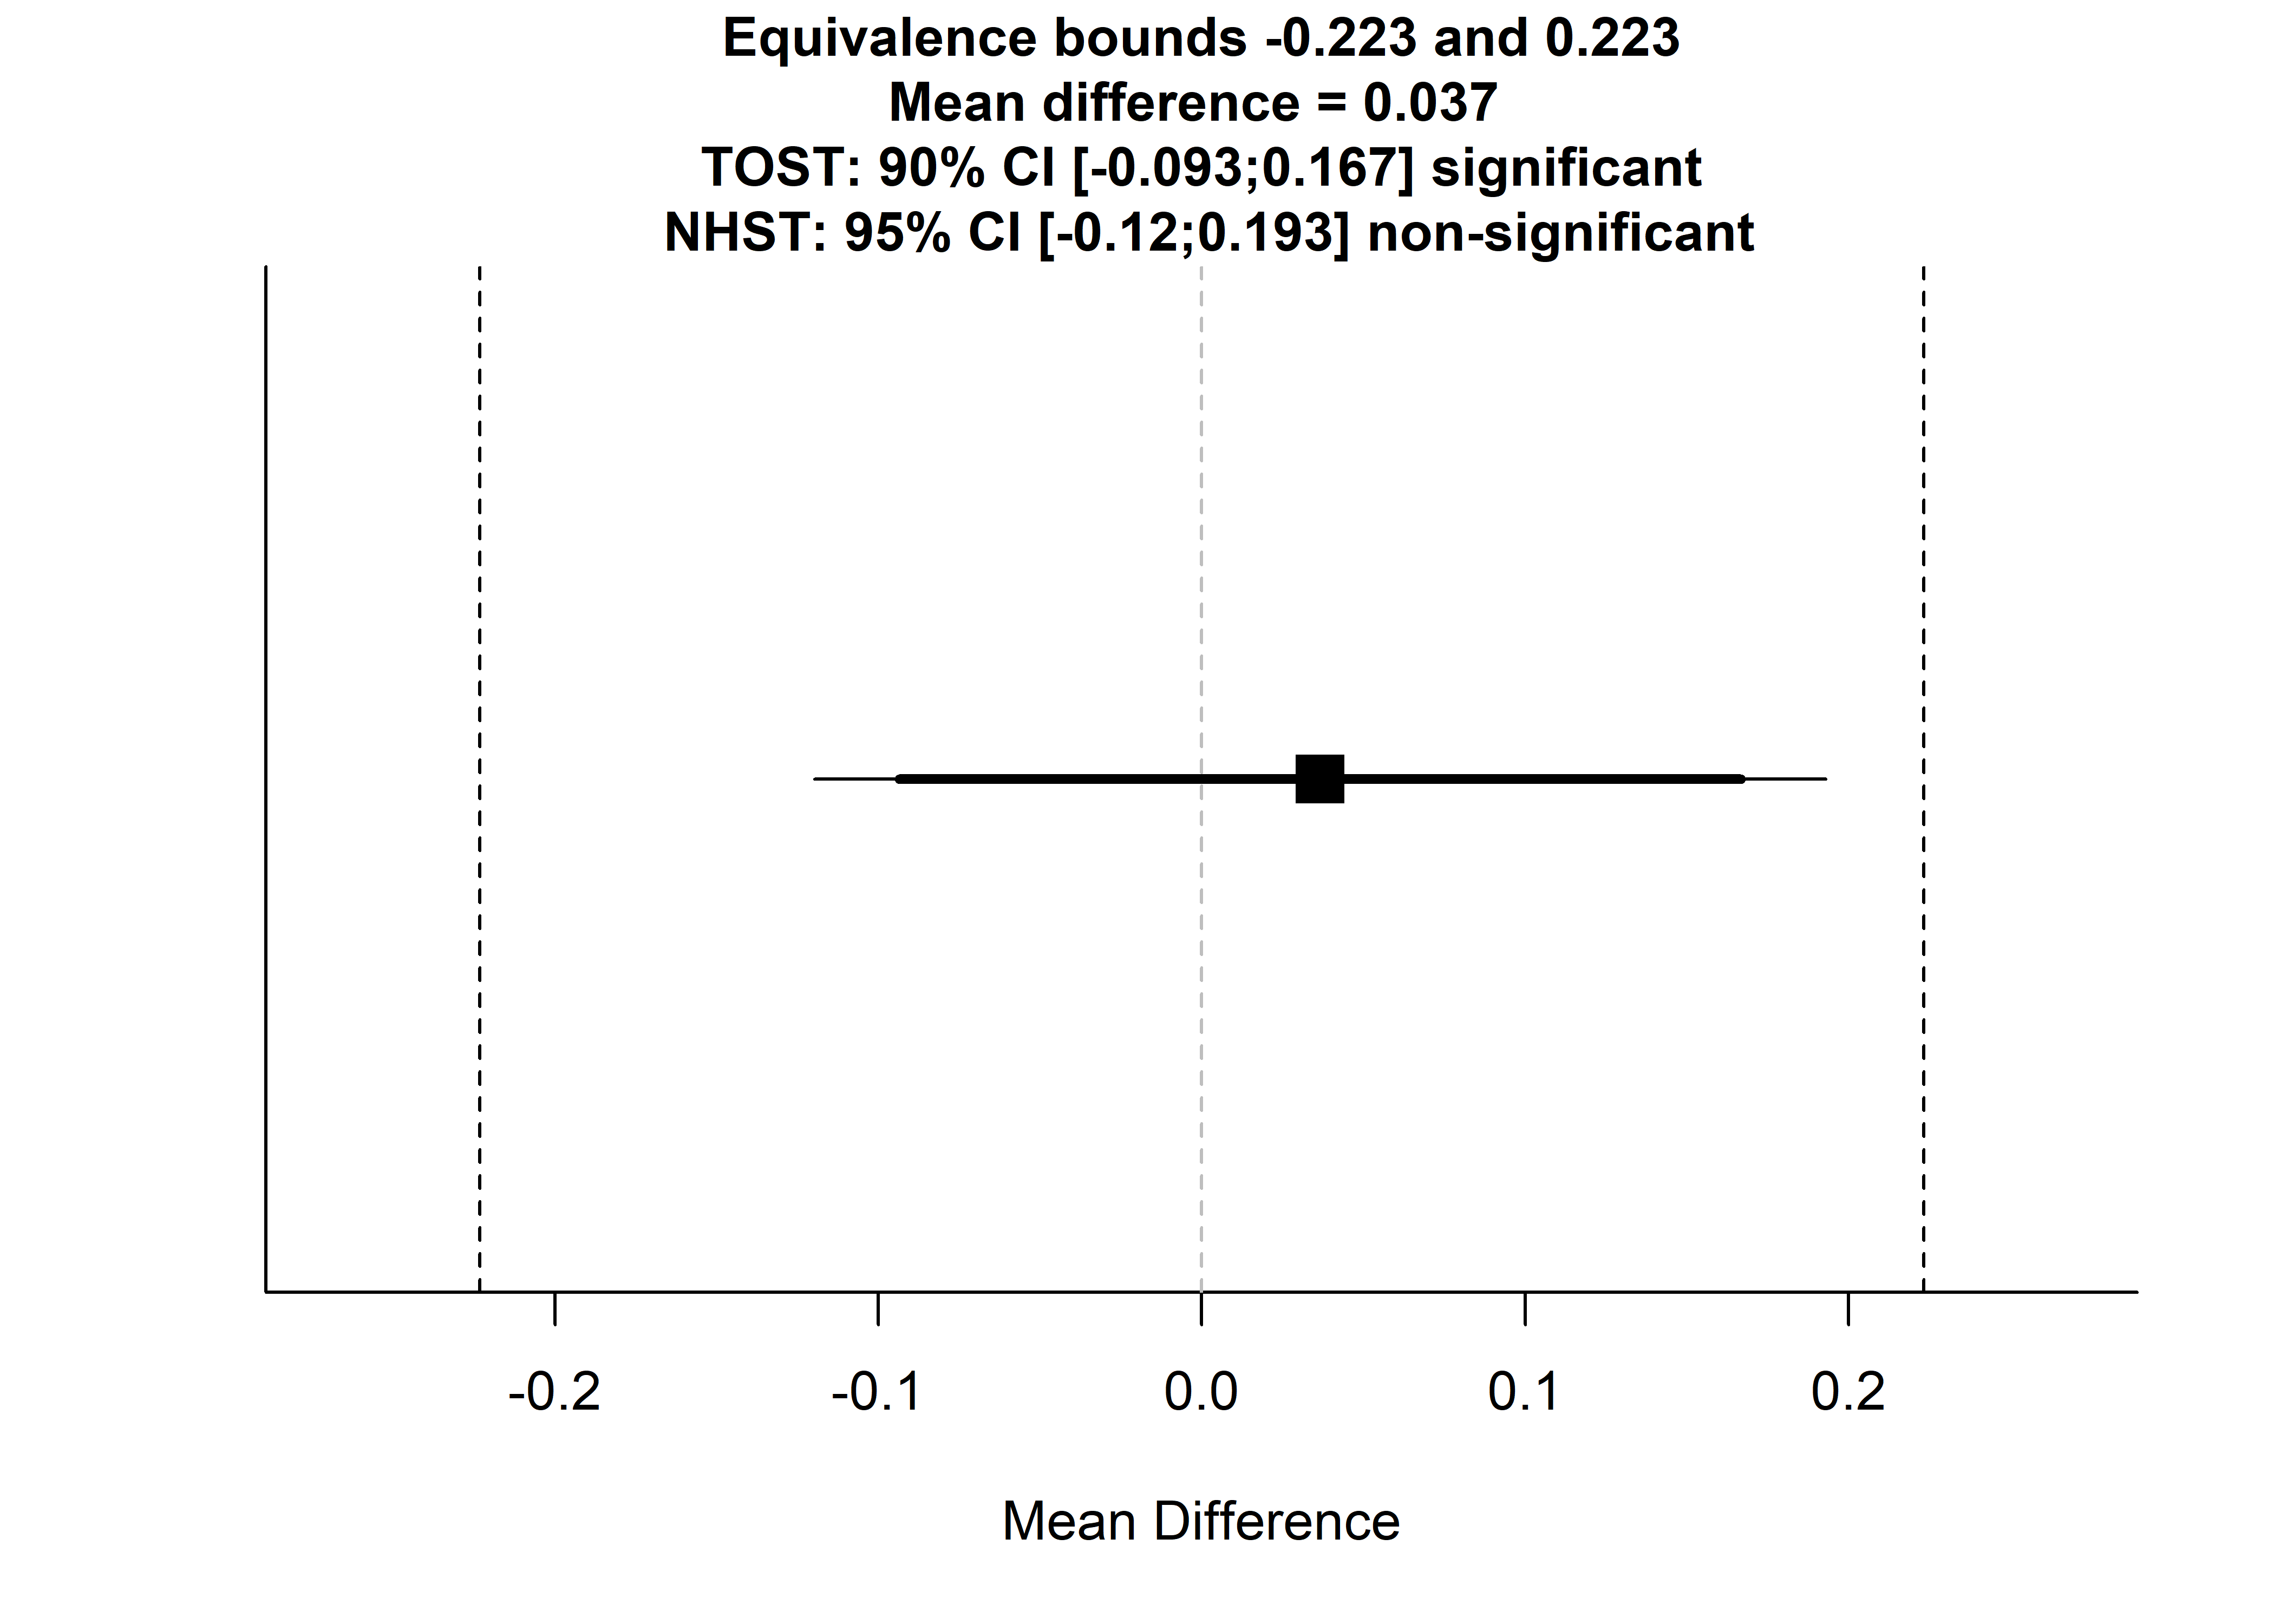 Equivalence bounds -0.223 and 0.223
Mean difference = 0.037
TOST: 90% CI [-0.093;0.167] significant
NHST: 95% CI [-0.12;0.193] non-significant
-0.2 -0.1 0.0 0.1 0.2
Mean Difference